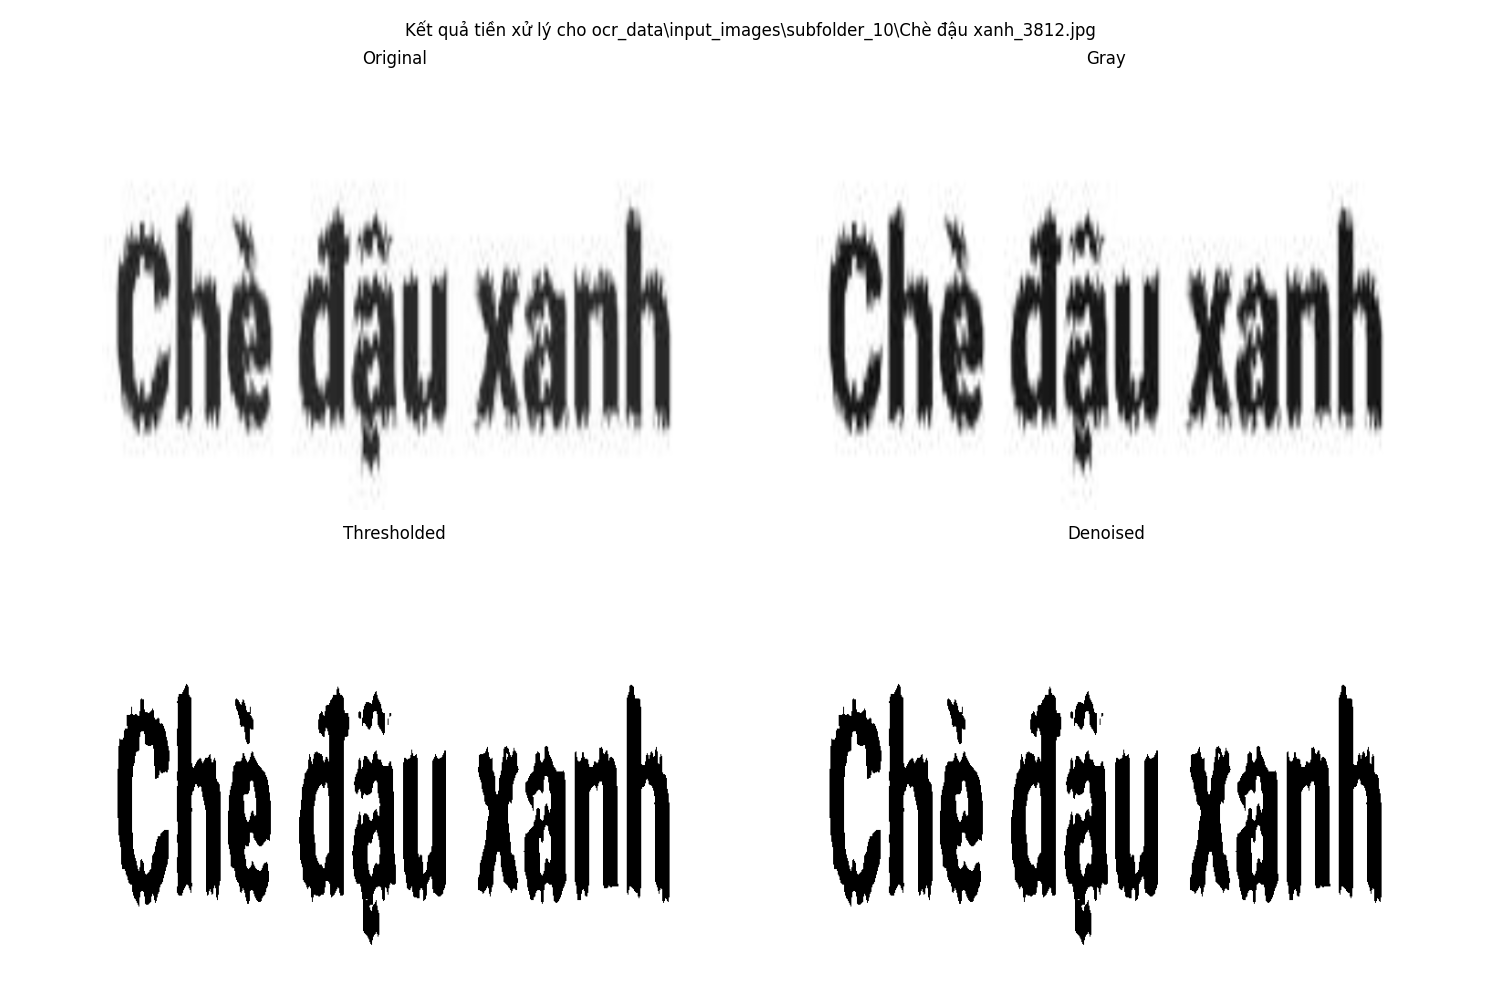 Kết quả tiền xử lý cho ocr_data\input_images\subfolder_10\Chè đậu xanh_3812.jpg
Original
Gray
Chè đậu xanh
Chè đậu xanh
Thresholded
Denoised
Chè đậu xanh
Chè đậu xanh